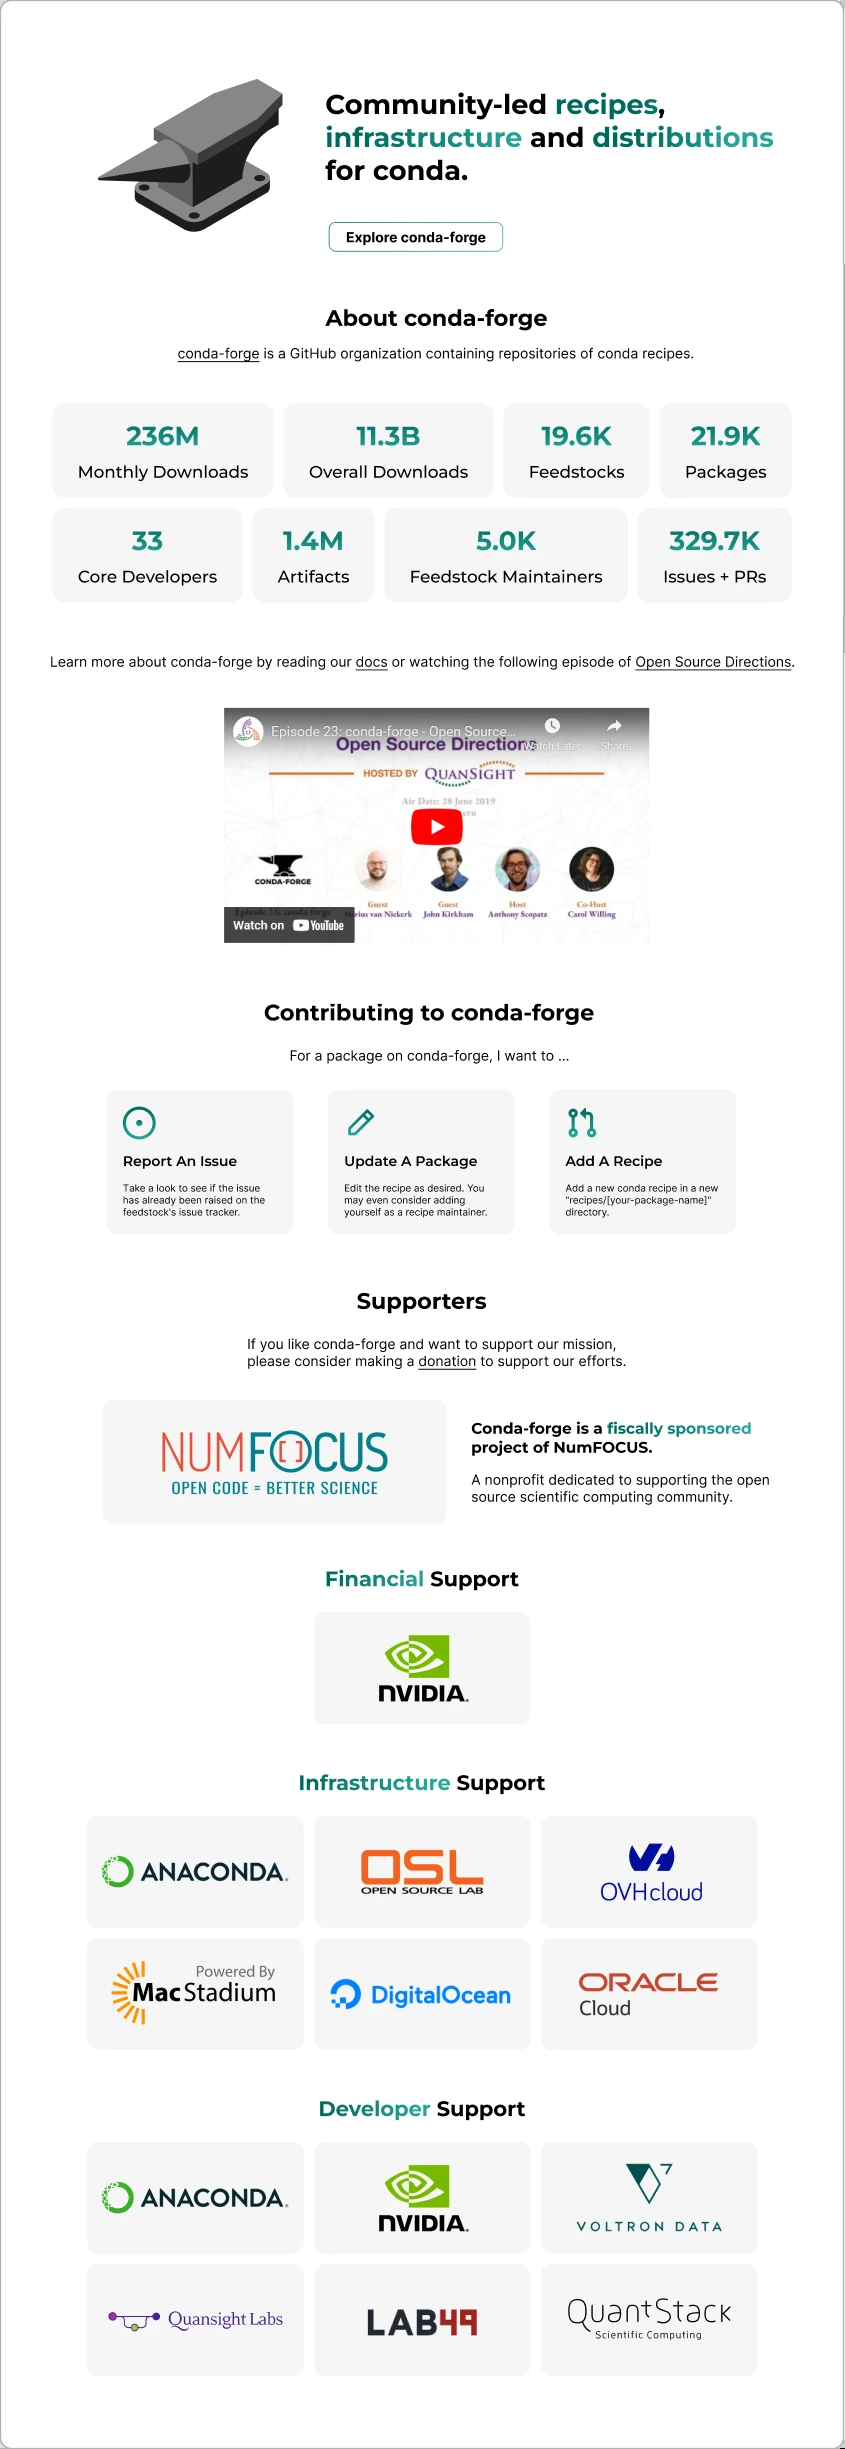 Community-led recipes,
infrastructure and distributions
for conda.
Explore conda-forge
About conda-forge
conda-forge is a GitHub organization containing repositories of conda recipes.
236M
Monthly Downloads
11.3B
Overall Downloads
19.6K
Feedstocks
21.9K
Packages
33
Core Developers
1.4M
Artifacts
5.0K
Feedstock Maintainers
329.7K
Issues + PRs
Learn more about conda-forge by reading our docs or watching the following episode of Open Source Directions.
Episode 23: conda-forge - Open Source...
Watch Later
Share
Open Source Directions
HOSTED BY QUANSIGHT
Air Date: 28 June 2019
CONDA-FORGE
Episode 23: conda-forge
Guest
Marius van Niekerk
Guest
John Kirkham
Host
Anthony Scopatz
Co-Host
Carol Willing
Watch on YouTube
Contributing to conda-forge
For a package on conda-forge, I want to ...
Report An Issue
Take a look to see if the issue
has already been raised on the
feedstock's issue tracker.
Update A Package
Edit the recipe as desired. You
may even consider adding
yourself as a recipe maintainer.
Add A Recipe
Add a new conda recipe in a new
"recipes/[your-package-name]"
directory.
Supporters
If you like conda-forge and want to support our mission,
please consider making a donation to support our efforts.
NUMFOCUS
OPEN CODE = BETTER SCIENCE
Conda-forge is a fiscally sponsored
project of NumFOCUS.
A nonprofit dedicated to supporting the open
source scientific computing community.
Financial Support
NVIDIA.
Infrastructure Support
ANACONDA.
OSL
OPEN SOURCE LAB
OVHcloud
Powered By
MacStadium
DigitalOcean
ORACLE
Cloud
Developer Support
ANACONDA.
NVIDIA.
VOLTRON DATA
Quansight Labs
LAB49
QuantStack
Scientific Computing